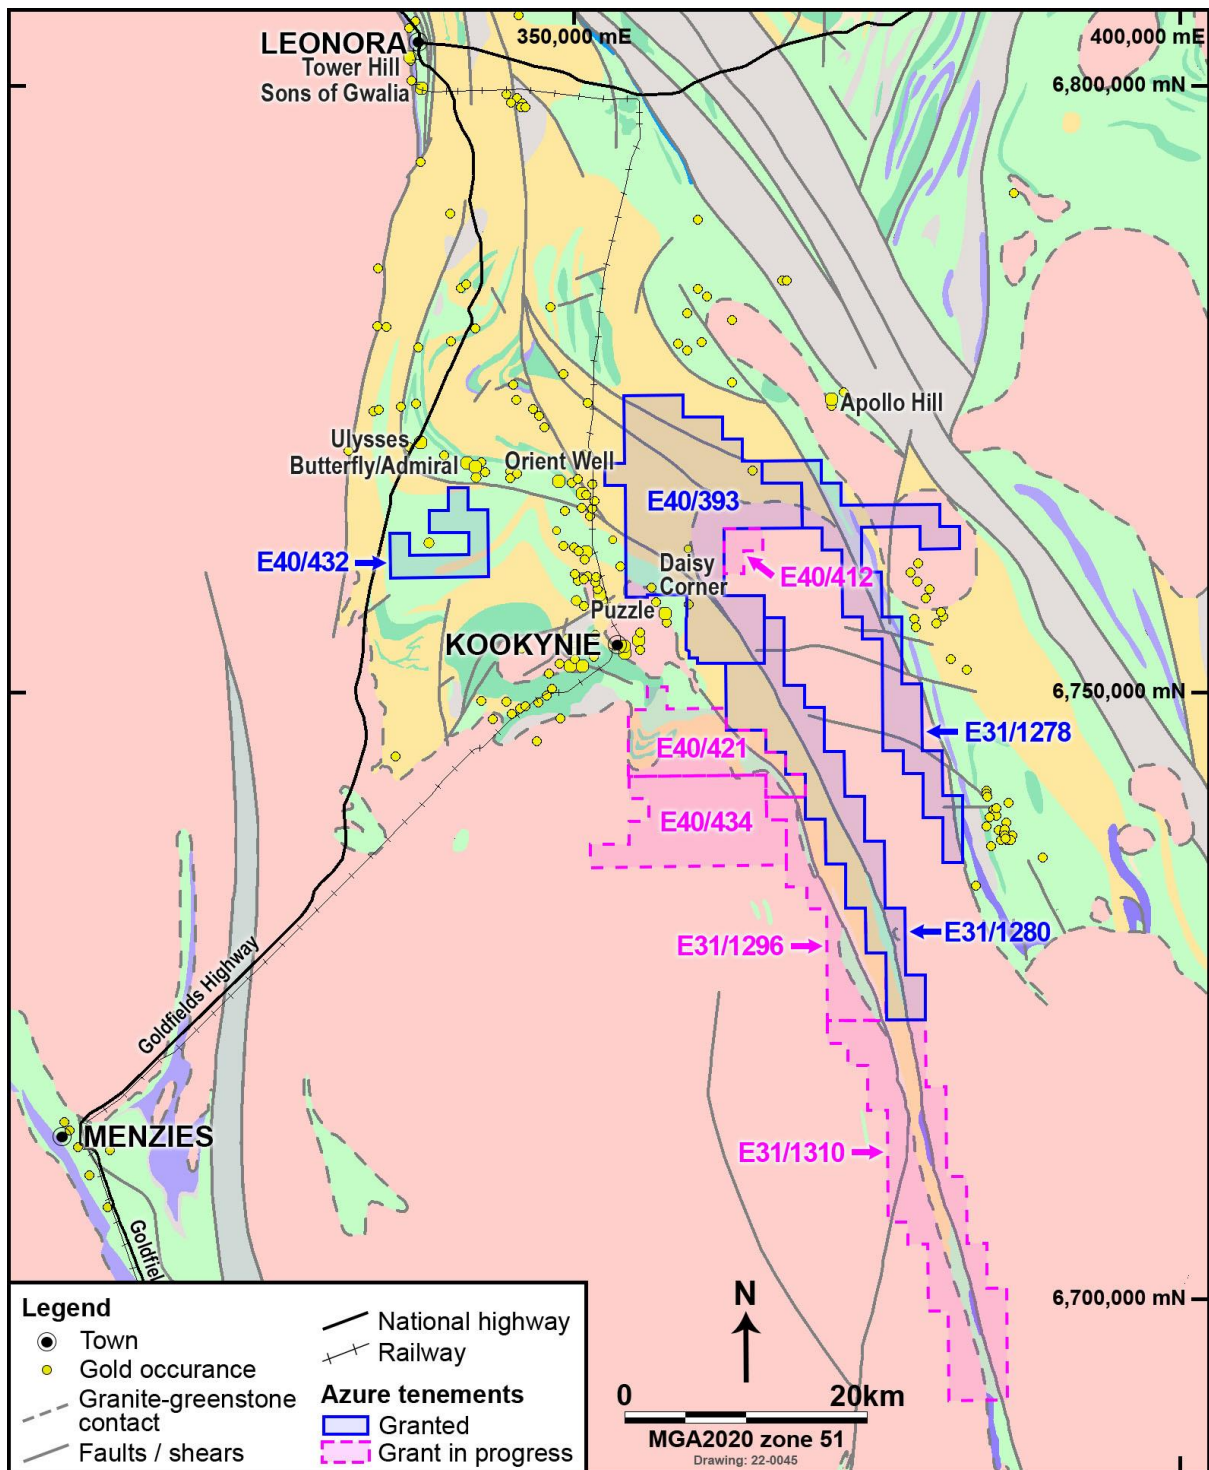 LEONORA
350,000 mE
400,000 mE
Tower Hill
Sons of Gwalia
6,800,000 mN
Apollo Hill
Ulysses
Butterfly/Admiral
Orient Well
E40/393
E40/432
Daisy
Corner
E40/412
Puzzle
KOOKYNIE
6,750,000 mN
E31/1278
E40/421
E40/434
E31/1280
E31/1296
Goldfields Highway
MENZIES
E31/1310
Goldfiel
6,700,000 mN
Legend
Town
Gold occurance
Granite-greenstone
contact
Faults / shears
National highway
Railway
Azure tenements
Granted
Grant in progress
N
0 20km
MGA2020 zone 51
Drawing: 22-0045